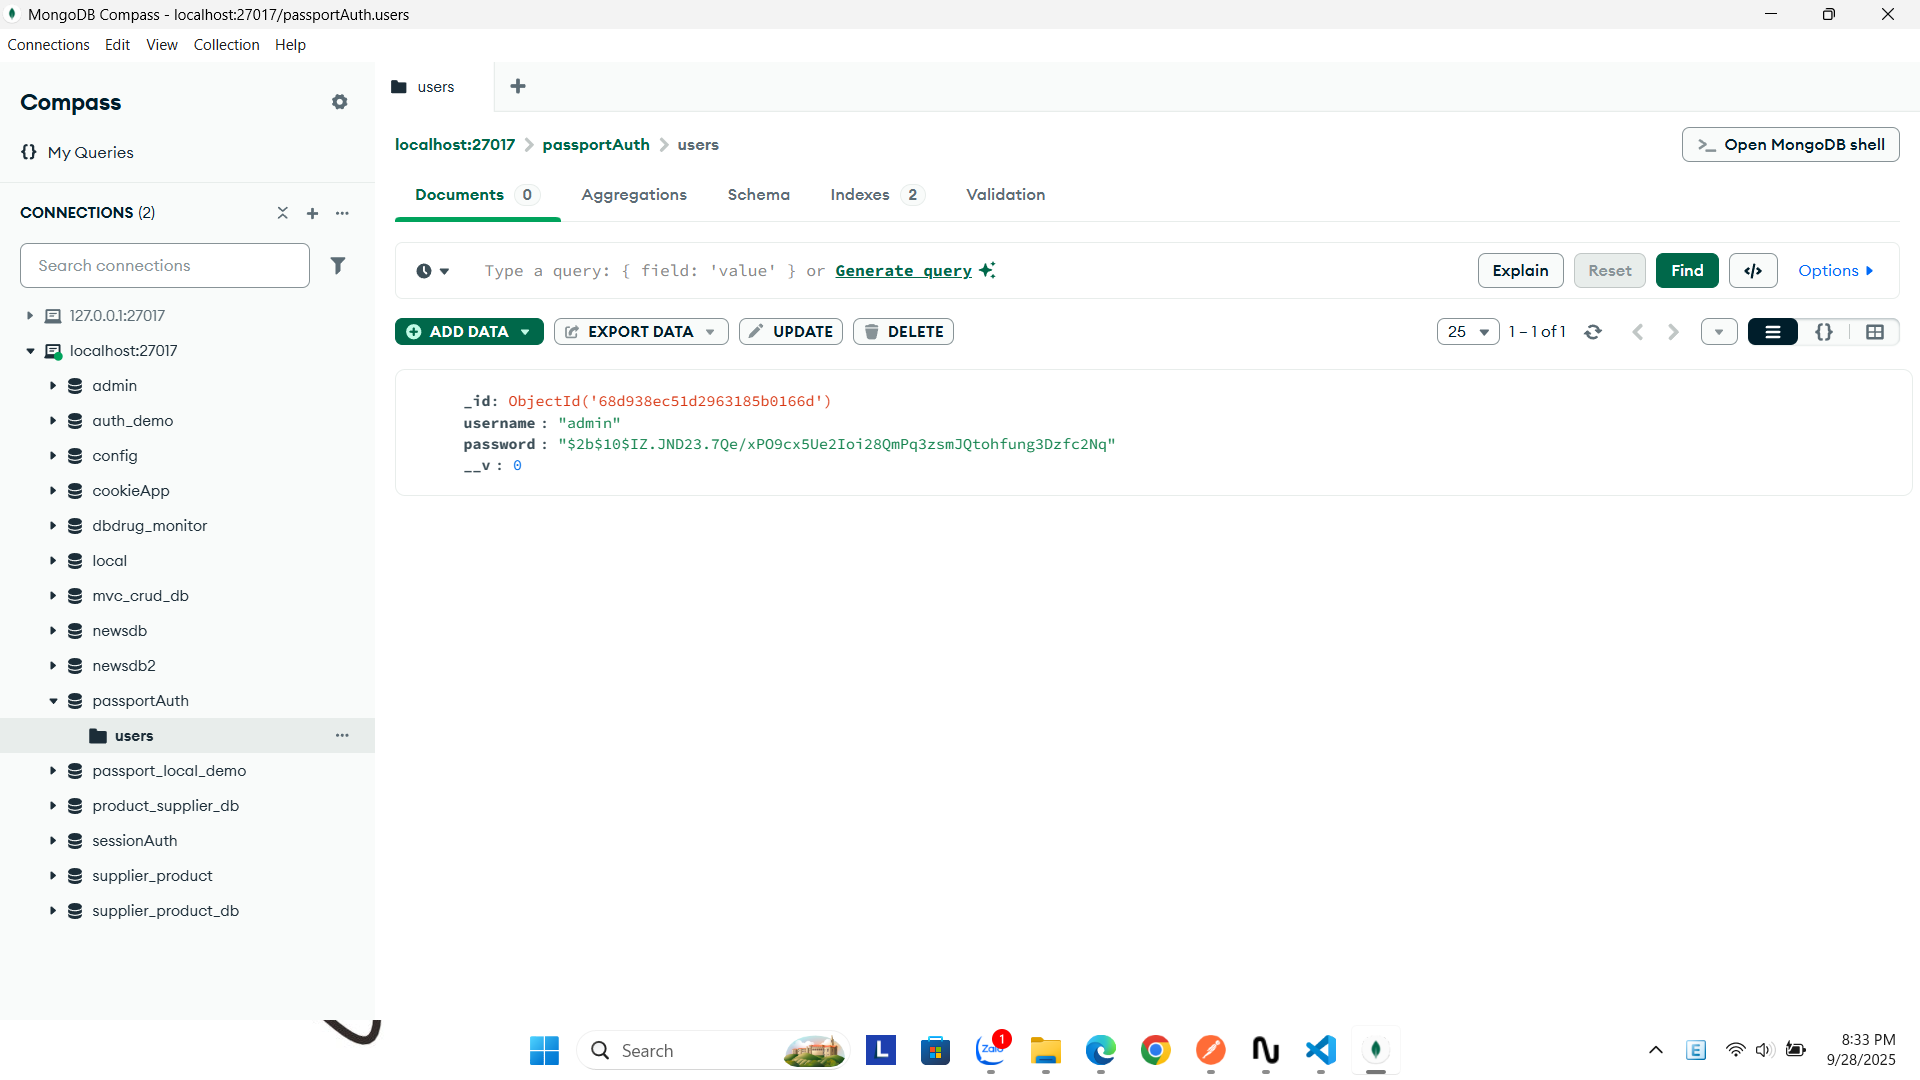 MongoDB Compass - localhost:27017/passportAuth.users
Connections Edit View Collection Help
Compass
{} My Queries
CONNECTIONS (2)
Search connections
127.0.0.1:27017
localhost:27017
admin
auth_demo
config
cookieApp
dbdrug_monitor
local
mvc_crud_db
newsdb
newsdb2
passportAuth
users
passport_local_demo
product_supplier_db
sessionAuth
supplier_product
supplier_product_db
users
localhost:27017 > passportAuth > users
>_ Open MongoDB shell
Documents 0 Aggregations Schema Indexes 2 Validation
Type a query: { field: 'value' } or Generate query
Explain Reset Find </> Options
ADD DATA EXPORT DATA UPDATE DELETE
25 1 – 1 of 1 {}
_id: ObjectId('68d938ec51d2963185b0166d')
username : "admin"
password : "$2b$10$IZ.JND23.7Qe/xPO9cx5Ue2Ioi28QmPq3zsmJQtohfung3Dzfc2Nq"
__v : 0
Search
L
Zalo
1
E
8:33 PM
9/28/2025